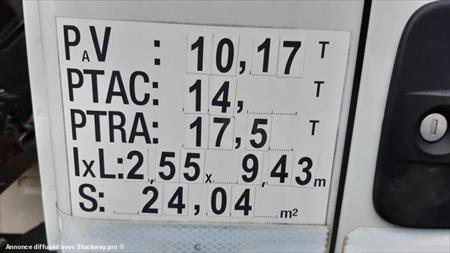 PAV : 10,17 T
PTAC: 14, T
PTRA: 17,5 T
IxL: 2,55 x 9,43 m
S: 24,04 m²
Annonce diffusée avec Stockway.pro ®